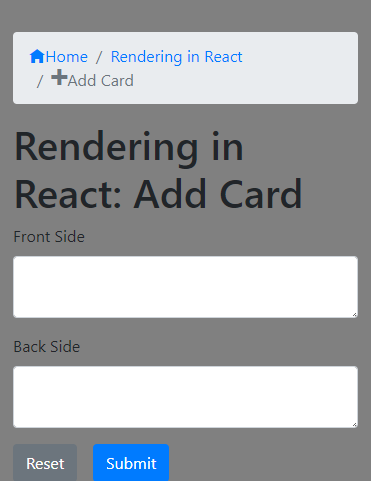 Home / Rendering in React
/ Add Card
Rendering in
React: Add Card
Front Side
Back Side
Reset Submit